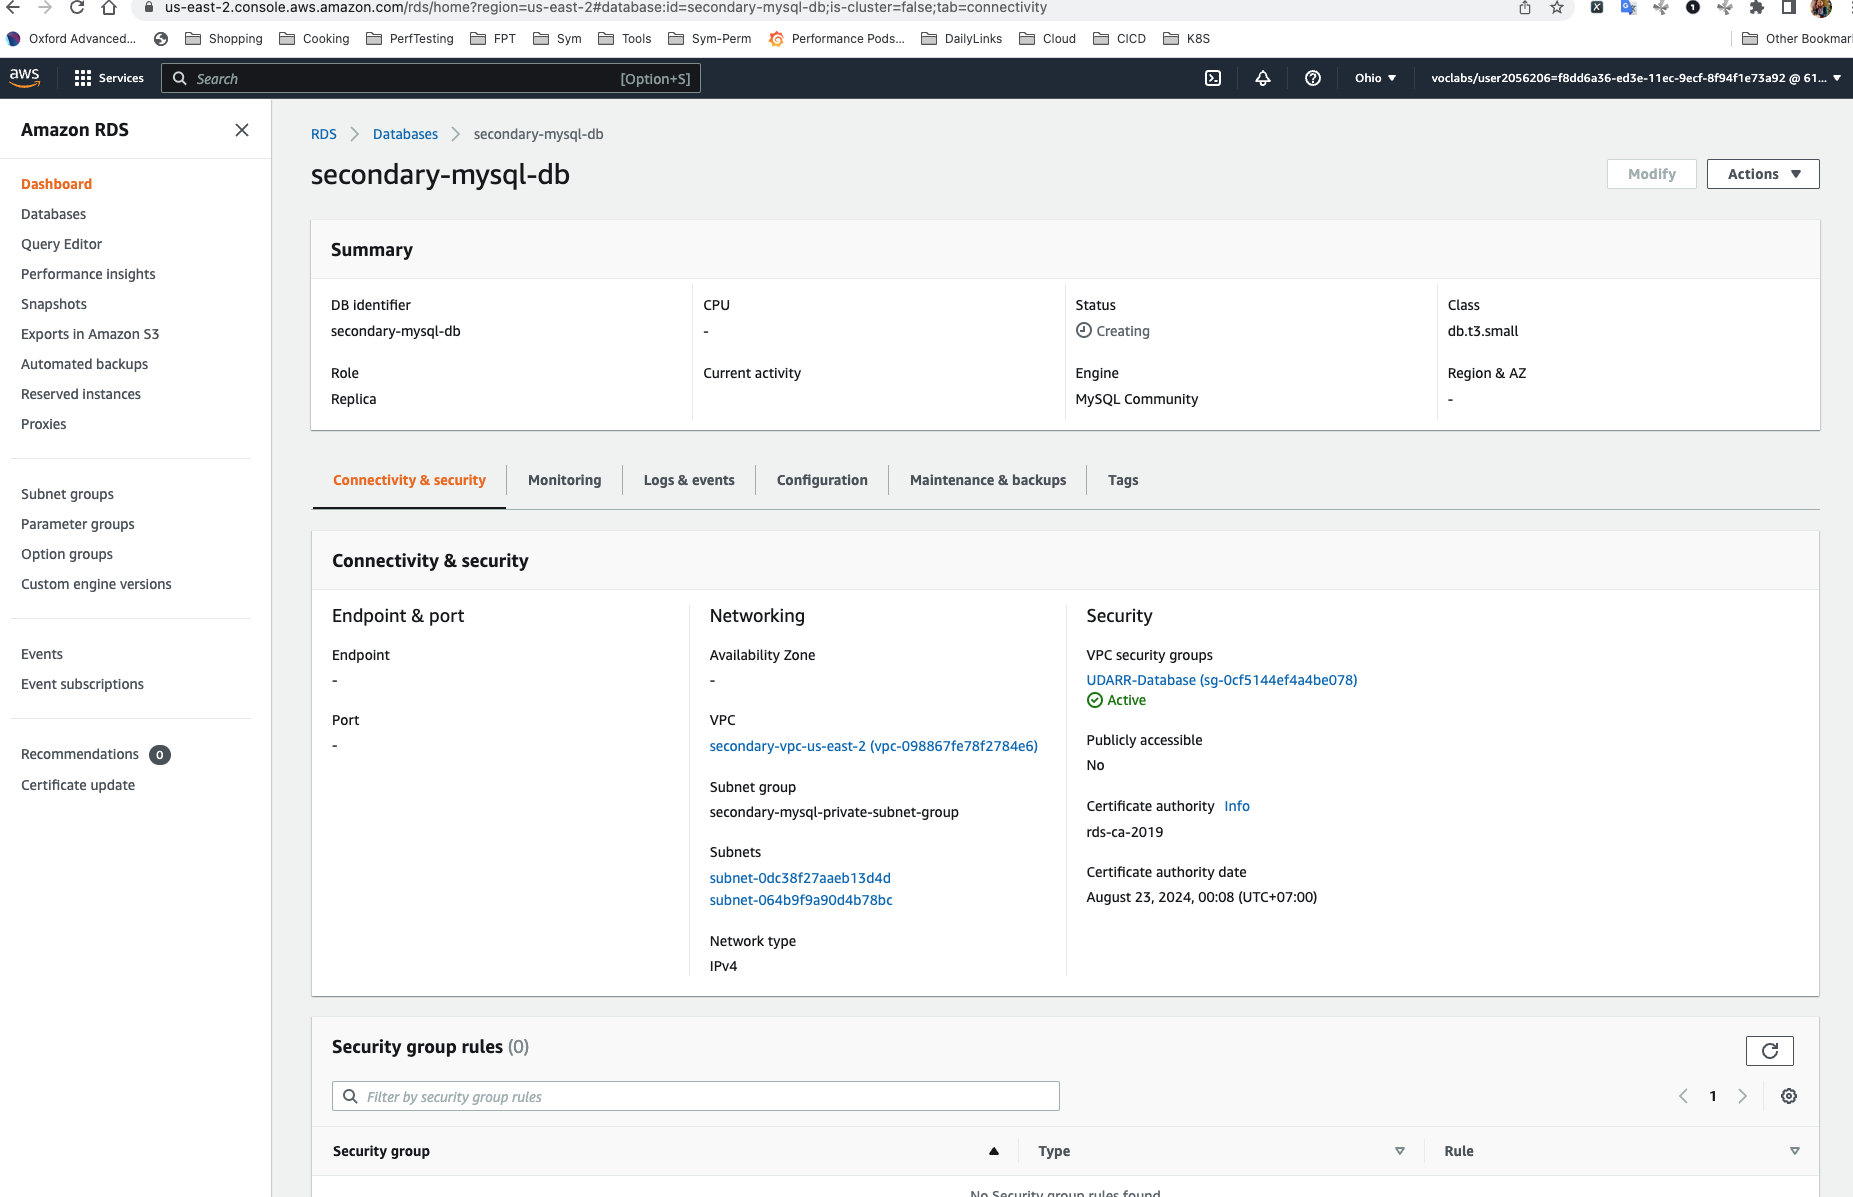 us-east-2.console.aws.amazon.com/rds/home?region=us-east-2#database:id=secondary-mysql-db;is-cluster=false;tab=connectivity
Oxford Advanced... Shopping Cooking PerfTesting FPT Sym Tools Sym-Perm Performance Pods... DailyLinks Cloud CICD K8S Other Bookmar
aws Services Search [Option+S] Ohio voclabs/user2056206=f8dd6a36-ed3e-11ec-9ecf-8f94f1e73a92 @ 61...
Amazon RDS
Dashboard
Databases
Query Editor
Performance insights
Snapshots
Exports in Amazon S3
Automated backups
Reserved instances
Proxies
Subnet groups
Parameter groups
Option groups
Custom engine versions
Events
Event subscriptions
Recommendations 0
Certificate update
RDS Databases secondary-mysql-db
secondary-mysql-db
Modify Actions
Summary
DB identifier
secondary-mysql-db
CPU
-
Status
Creating
Class
db.t3.small
Role
Replica
Current activity
Engine
MySQL Community
Region & AZ
-
Connectivity & security Monitoring Logs & events Configuration Maintenance & backups Tags
Connectivity & security
Endpoint & port
Endpoint
-
Port
-
Networking
Availability Zone
-
VPC
secondary-vpc-us-east-2 (vpc-098867fe78f2784e6)
Subnet group
secondary-mysql-private-subnet-group
Subnets
subnet-0dc38f27aaeb13d4d
subnet-064b9f9a90d4b78bc
Network type
IPv4
Security
VPC security groups
UDARR-Database (sg-0cf5144ef4a4be078)
Active
Publicly accessible
No
Certificate authority Info
rds-ca-2019
Certificate authority date
August 23, 2024, 00:08 (UTC+07:00)
Security group rules (0)
Filter by security group rules
1
Security group Type Rule
No Security group rules found